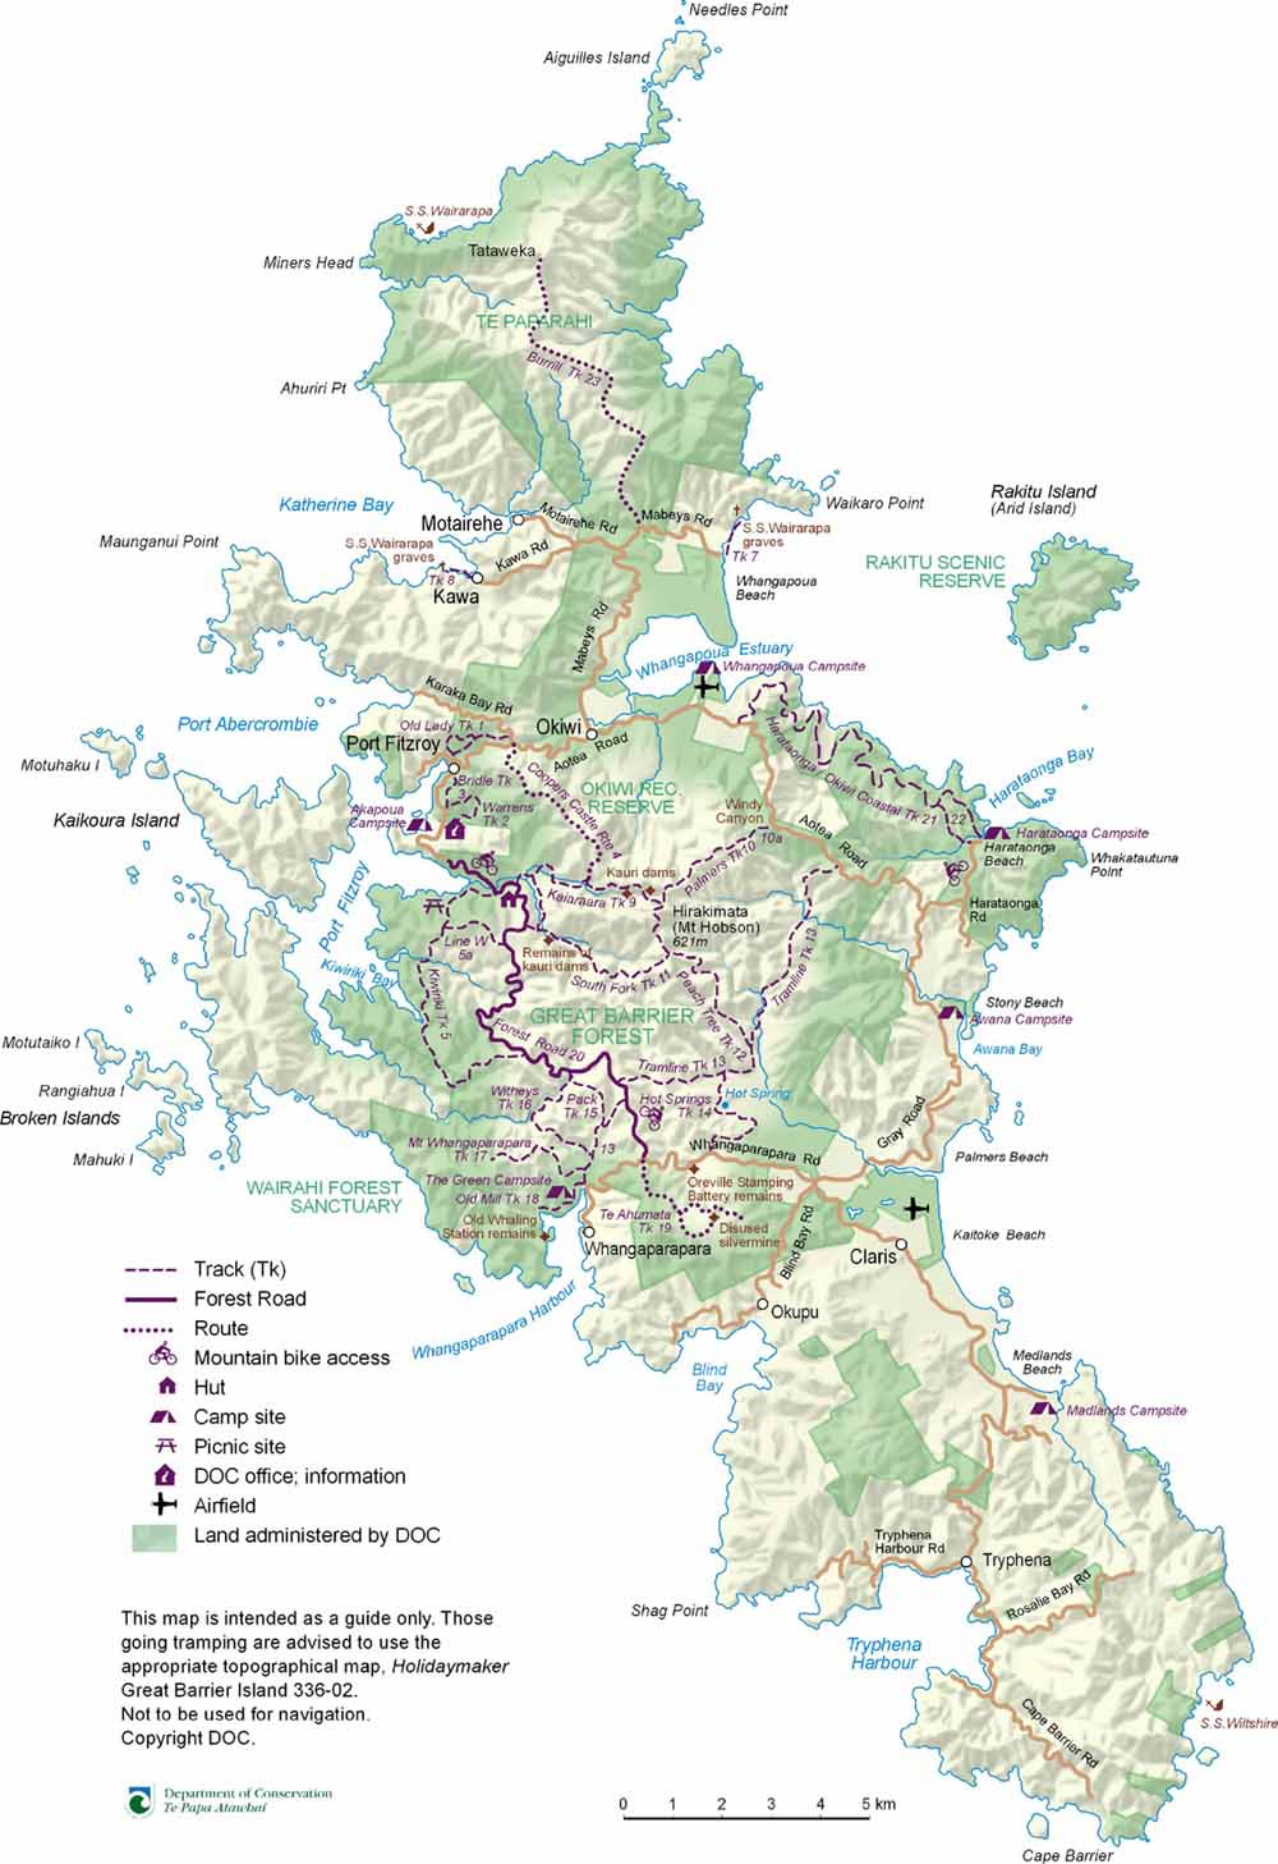 Needles Point
Aiguilles Island
S.S.Wairarapa
Tataweka
Miners Head
TE PAPARAHI
Burrill Tk 23
Ahuriri Pt
Katherine Bay
Motairehe
Motairehe Rd
Mabeys Rd
Waikaro Point
Rakitu Island
(Arid Island)
Maunganui Point
S.S.Wairarapa
graves
Kawa Rd
S.S.Wairarapa
graves
Tk 7
RAKITU SCENIC
RESERVE
Tk 8
Kawa
Whangapoua
Beach
Mabeys Rd
Whangapoua Estuary
Whangapoua Campsite
Karaka Bay Rd
Port Abercrombie
Old Lady Tk 1
Okiwi
Port Fitzroy
Aotea Road
Harataonga - Okiwi Coastal Tk 21
22
Harataonga Bay
Motuhaku I
Bridle Tk
3
Coopers Castle Rte 4
OKIWI REC.
RESERVE
Kaikoura Island
Akapoua
Campsite
Warrens
Tk 2
Windy
Canyon
Aotea Road
Harataonga Campsite
Harataonga
Beach
Whakatautuna
Point
Palmers Tk10
10a
Kauri dams
Port Fitzroy
Kaiaraara Tk 9
Hirakimata
(Mt Hobson)
621m
Harataonga
Rd
Line W
5a
Remains of
kauri dams
Kiwiriki Bay
Kiwiriki Tk 5
South Fork Tk 11
Peach Tree Tk 12
Tramline Tk 13
Stony Beach
Awana Campsite
GREAT BARRIER
FOREST
Forest Road 20
Motutaiko I
Awana Bay
Tramline Tk 13
Rangiahua I
Witheys
Tk 16
Pack
Tk 15
Hot Springs
Tk 14
Hot Spring
Broken Islands
Gray Road
Mt Whangaparapara
Tk 17
13
Whangaparapara Rd
Mahuki I
Palmers Beach
The Green Campsite
Old Mill Tk 18
WAIRAHI FOREST
SANCTUARY
Oreville Stamping
Battery remains
Te Ahumata
Tk 19
Old Whaling
Station remains
Disused
silvermine
Blind Bay Rd
Kaitoke Beach
Whangaparapara
Claris
Track (Tk)
Forest Road
Route
Mountain bike access
Hut
Camp site
Picnic site
DOC office; information
Airfield
Land administered by DOC
Whangaparapara Harbour
Okupu
Blind
Bay
Medlands
Beach
Madlands Campsite
Tryphena
Harbour Rd
Tryphena
Rosalie Bay Rd
Shag Point
Tryphena
Harbour
Cape Barrier Rd
S.S.Wiltshire
This map is intended as a guide only. Those
going tramping are advised to use the
appropriate topographical map, Holidaymaker
Great Barrier Island 336-02.
Not to be used for navigation.
Copyright DOC.
Department of Conservation
Te Papa Atawhai
0 1 2 3 4 5 km
Cape Barrier